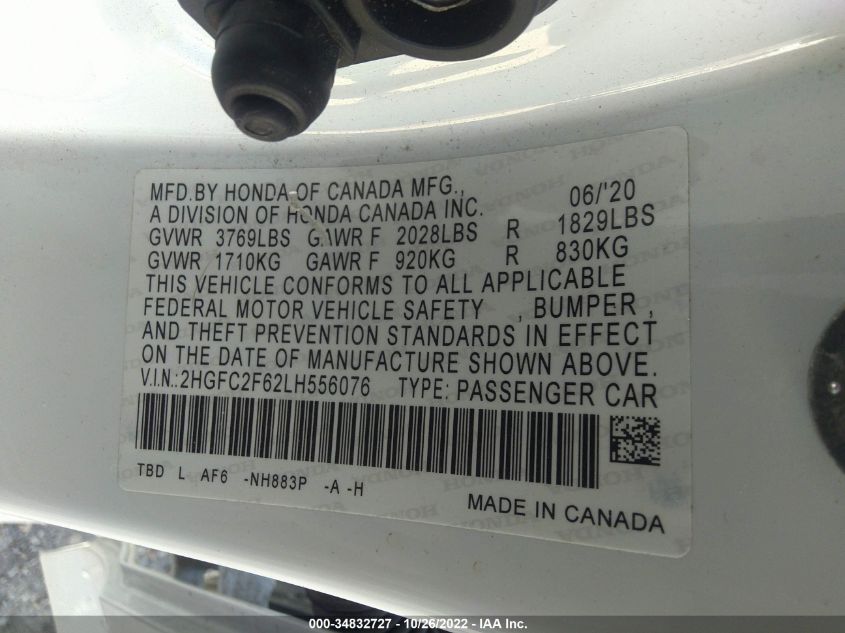 MFD.BY HONDA OF CANADA MFG., 06/'20
A DIVISION OF HONDA CANADA INC.
GVWR 3769LBS GAWR F 2028LBS R 1829LBS
GVWR 1710KG GAWR F 920KG R 830KG
THIS VEHICLE CONFORMS TO ALL APPLICABLE
FEDERAL MOTOR VEHICLE SAFETY , BUMPER ,
AND THEFT PREVENTION STANDARDS IN EFFECT
ON THE DATE OF MANUFACTURE SHOWN ABOVE.
V.I.N.:2HGFC2F62LH556076 TYPE: PASSENGER CAR
TBD L AF6 -NH883P -A -H
MADE IN CANADA
000-34832727 - 10/26/2022 - IAA Inc.